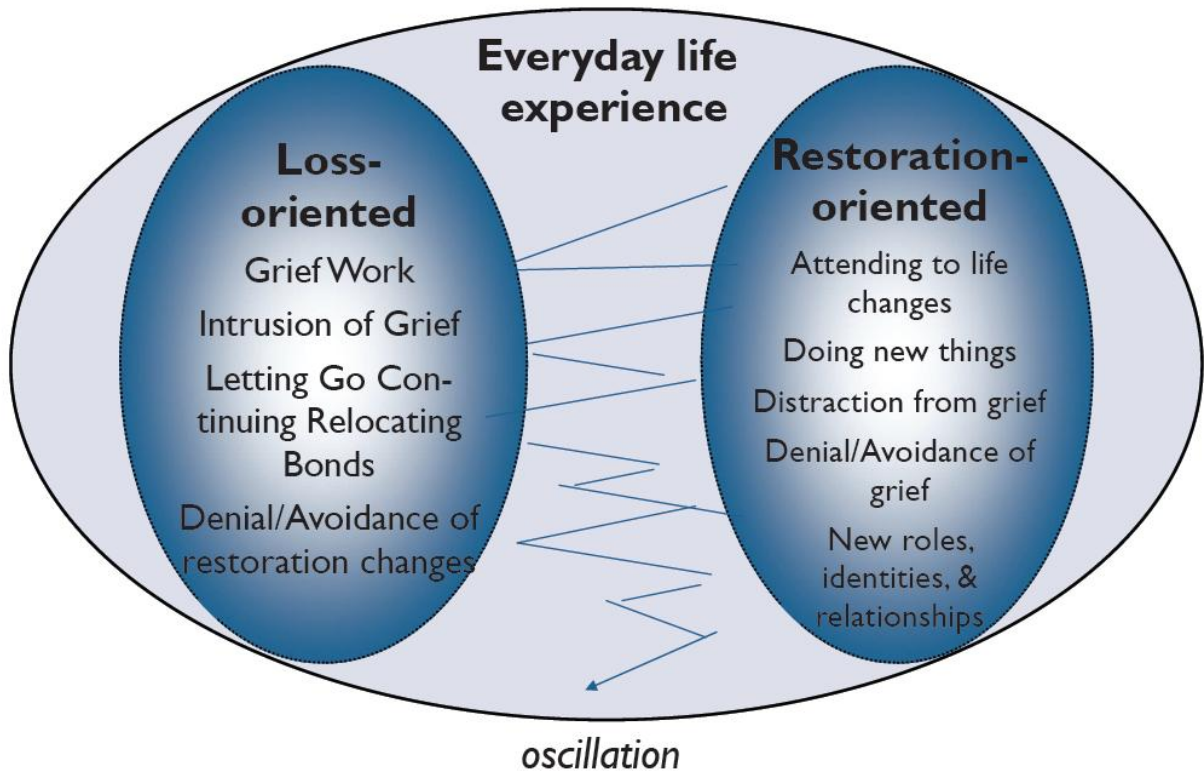 Everyday life
experience
Loss-
oriented
Grief Work
Intrusion of Grief
Letting Go Con-
tinuing Relocating
Bonds
Denial/Avoidance of
restoration changes
Restoration-
oriented
Attending to life
changes
Doing new things
Distraction from grief
Denial/Avoidance of
grief
New roles,
identities, &
relationships
oscillation